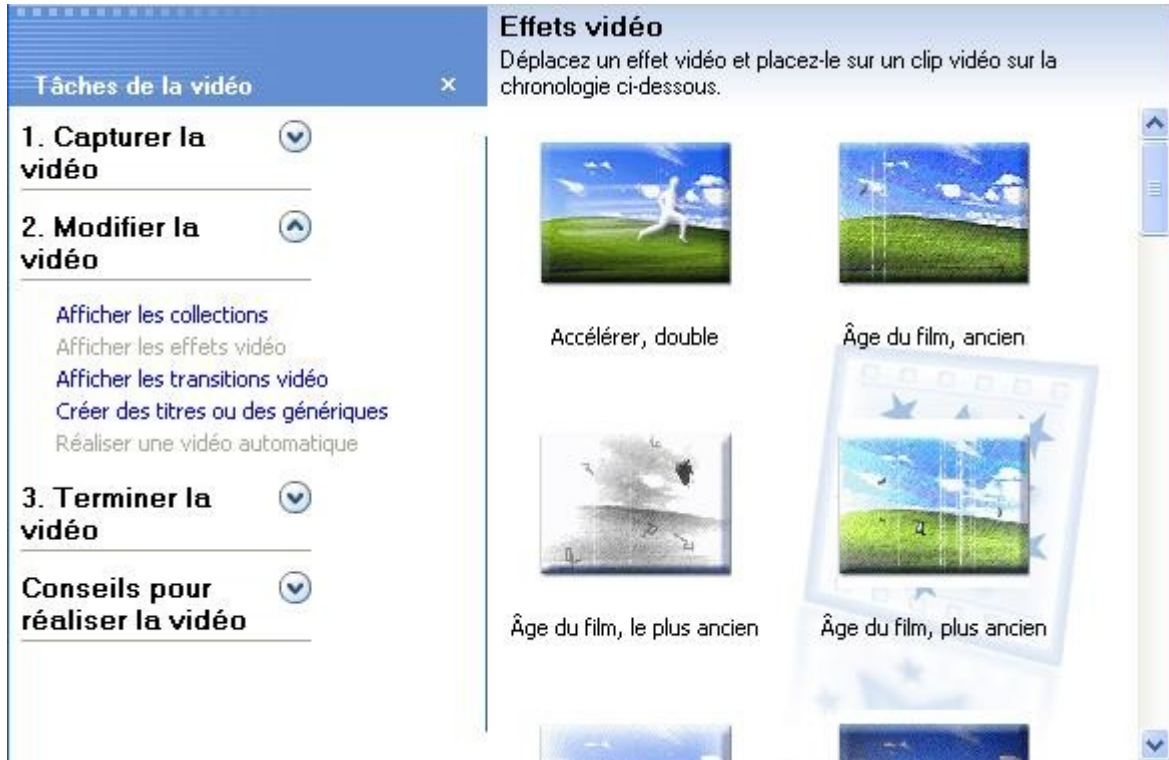 Tâches de la vidéo
×
1. Capturer la
vidéo
2. Modifier la
vidéo
Afficher les collections
Afficher les effets vidéo
Afficher les transitions vidéo
Créer des titres ou des génériques
Réaliser une vidéo automatique
3. Terminer la
vidéo
Conseils pour
réaliser la vidéo
Effets vidéo
Déplacez un effet vidéo et placez-le sur un clip vidéo sur la
chronologie ci-dessous.
Accélérer, double
Âge du film, ancien
Âge du film, le plus ancien
Âge du film, plus ancien